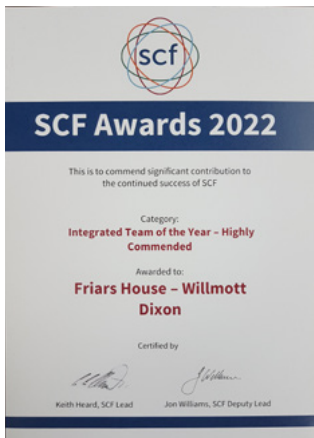 scf
SCF Awards 2022
This is to commend significant contribution to
the continued success of SCF
Category:
Integrated Team of the Year – Highly
Commended
Awarded to:
Friars House – Willmott
Dixon
Certified by
Keith Heard, SCF Lead
Jon Williams, SCF Deputy Lead